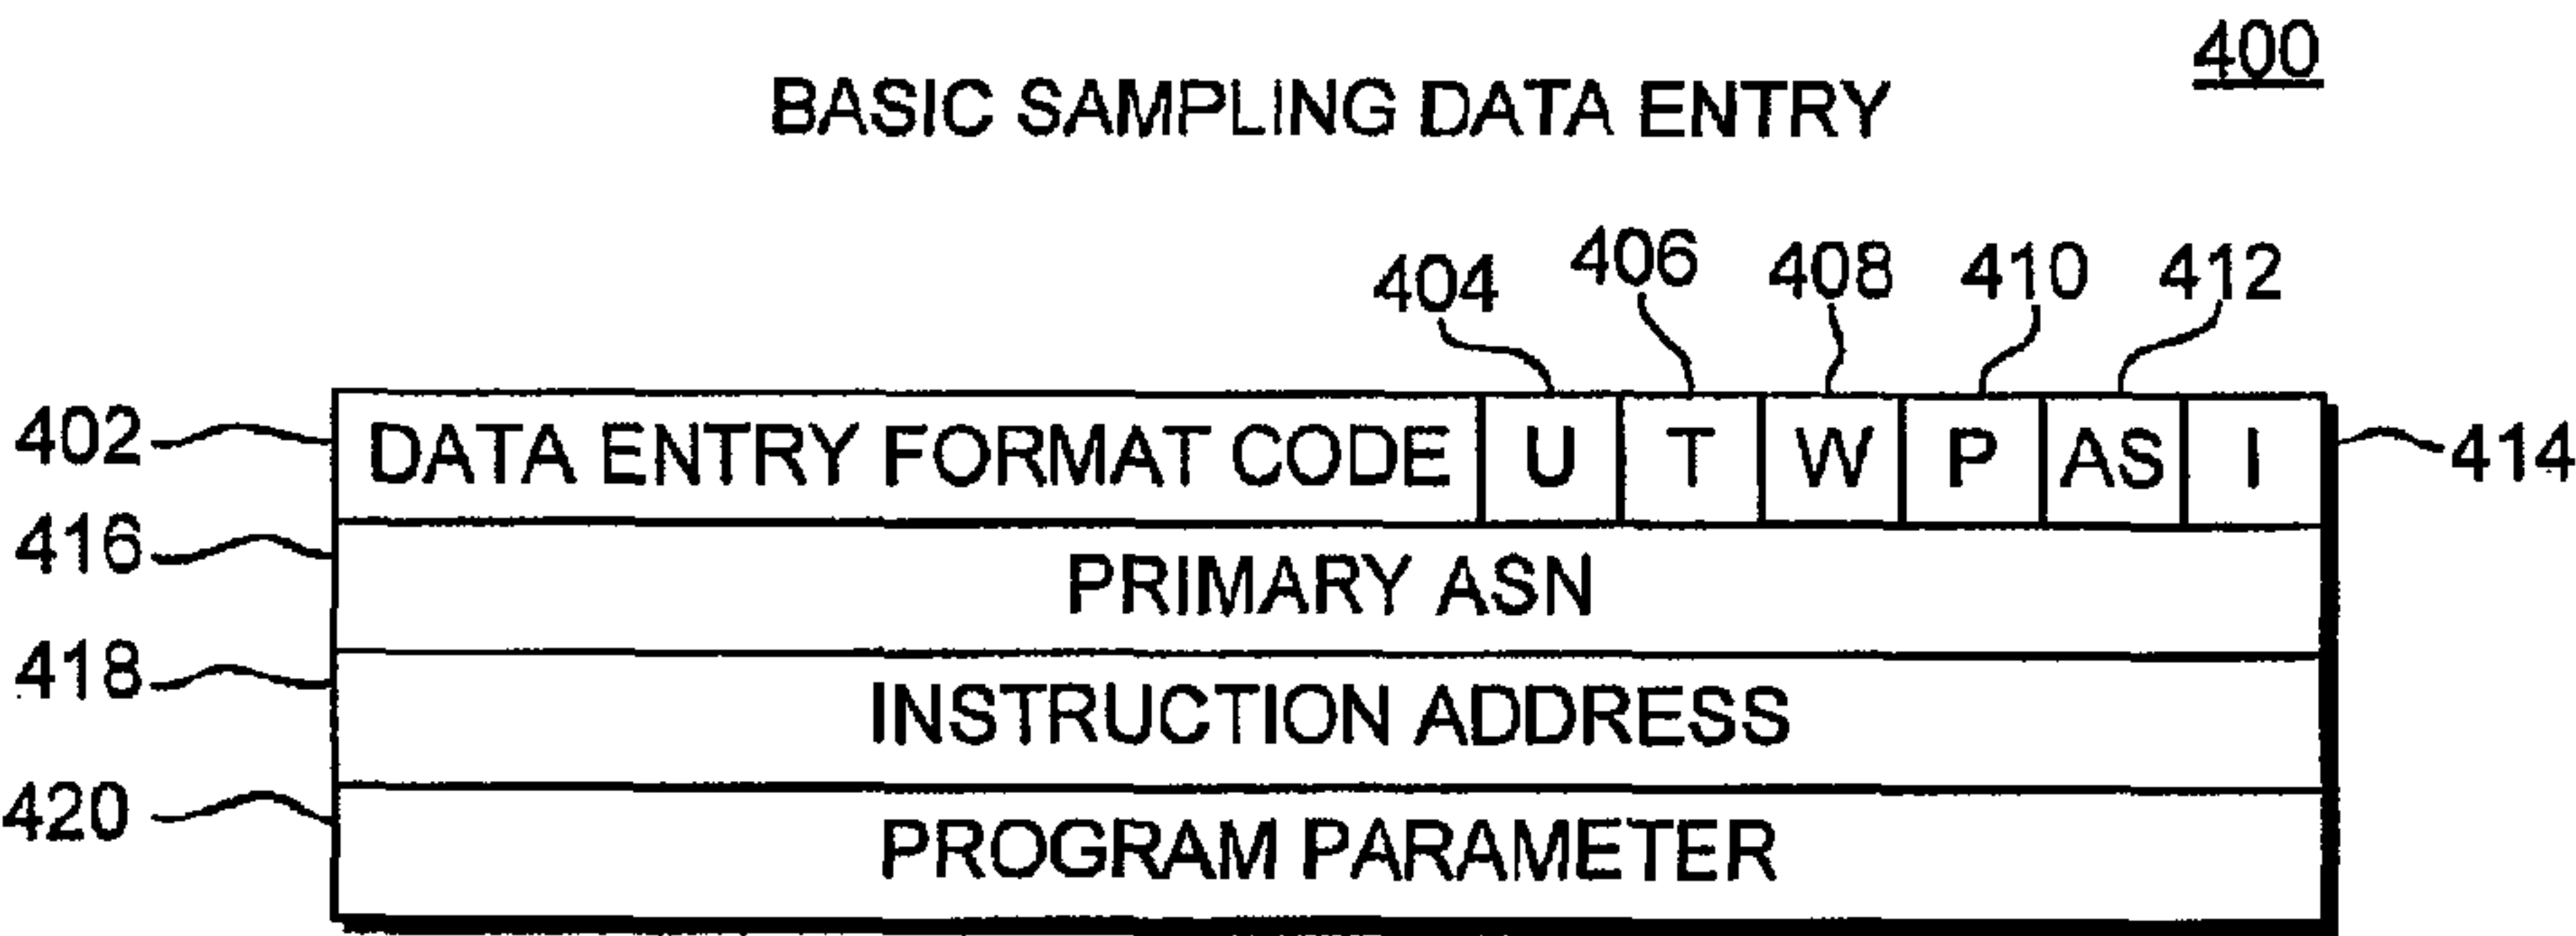 400
BASIC SAMPLING DATA ENTRY
404 406 408 410 412
402 DATA ENTRY FORMAT CODE U T W P AS I 414
416 PRIMARY ASN
418 INSTRUCTION ADDRESS
420 PROGRAM PARAMETER